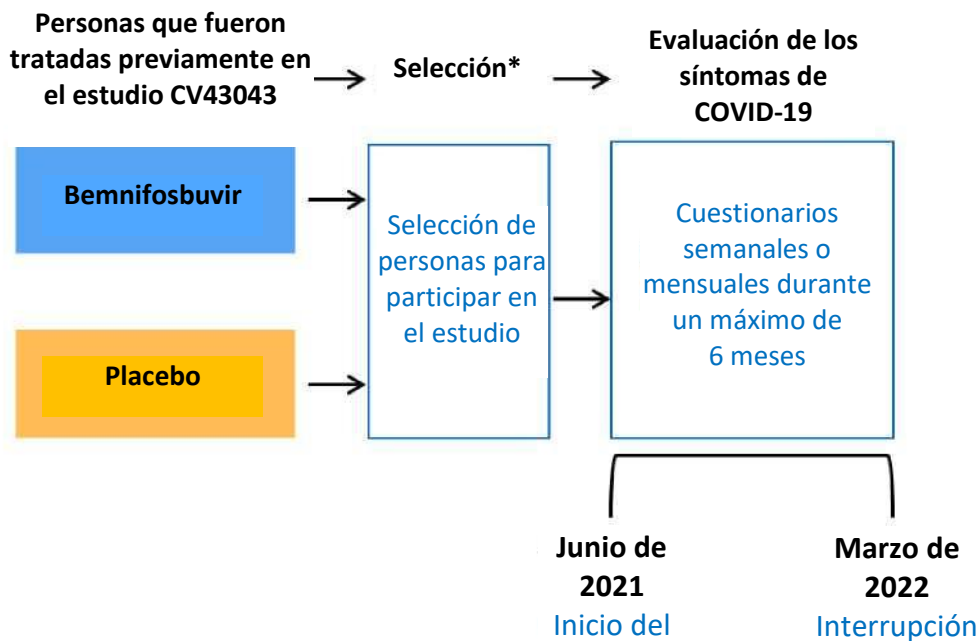 Personas que fueron
tratadas previamente en
el estudio CV43043
Selección*
Evaluación de los
síntomas de
COVID-19
Bemnifosbuvir
Placebo
Selección de
personas para
participar en
el estudio
Cuestionarios
semanales o
mensuales durante
un máximo de
6 meses
Junio de
2021
Inicio del
Marzo de
2022
Interrupción